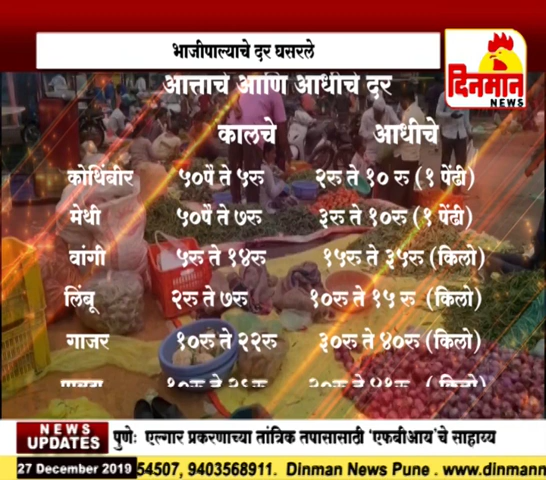 भाजीपाल्याचे दर घसरले
दिनमान
NEWS
आत्ताचे आणि आधीचे दर
कालचे आधीचे
कोथिंबीर ५०पै ते ५रु २रु ते १० रु (१ पेंढी)
मेथी ५०पै ते ७रु ३रु ते १०रु (१ पेंढी)
वांगी ५रु ते १४रु १५रु ते ३५रु (किलो)
लिंबू २रु ते ७रु १०रु ते १५ रु (किलो)
गाजर १०रु ते २२रु ३०रु ते ४०रु (किलो)
NEWS
UPDATES
पुणेः एल्गार प्रकरणाच्या तांत्रिक तपासासाठी 'एफबीआय'चे साहाय्य
27 December 2019 54507, 9403568911. Dinman News Pune . www.dinmann